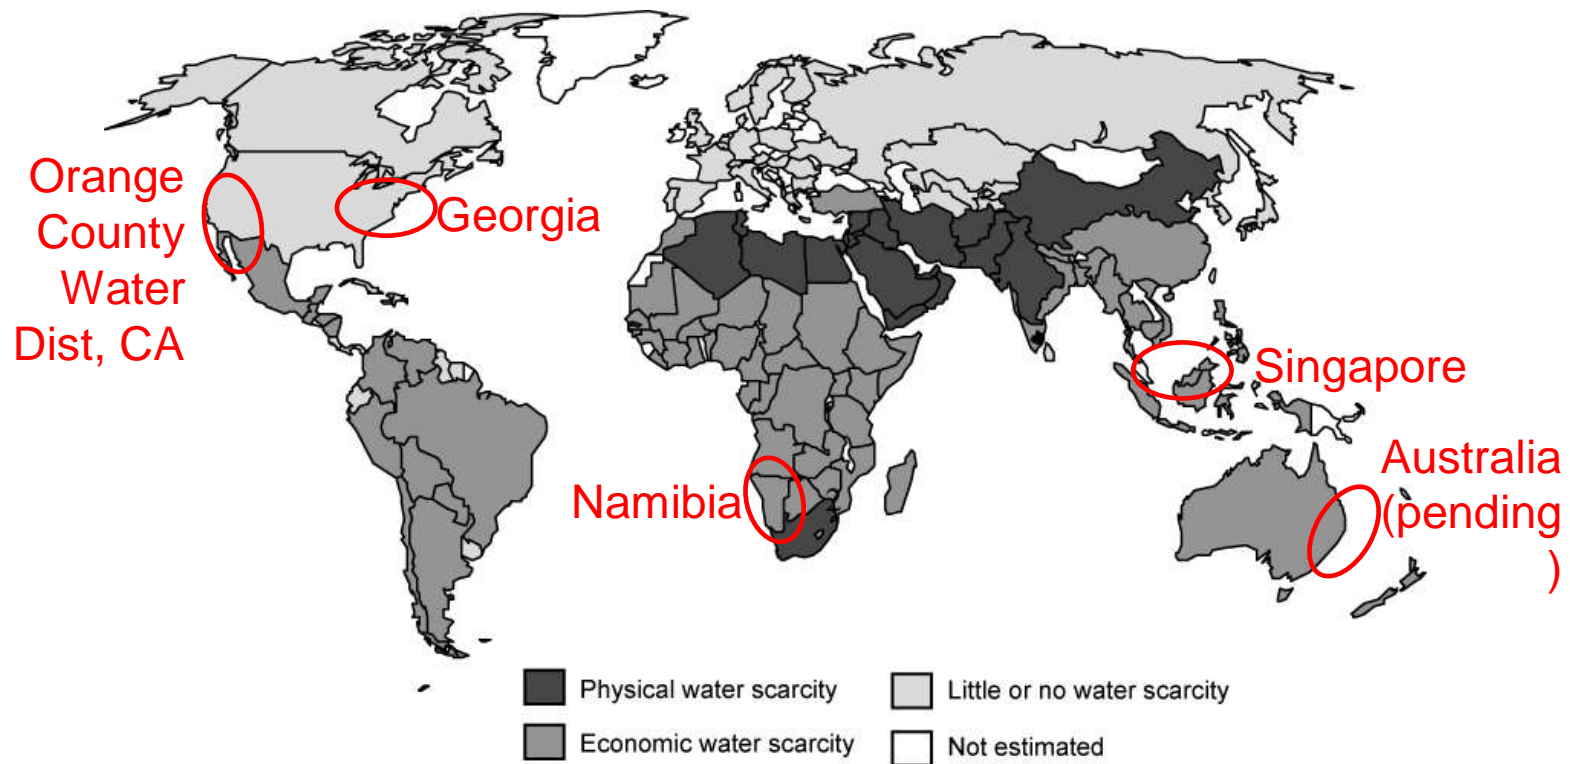 Orange
County
Water
Dist, CA
Georgia
Namibia
Singapore
Australia
(pending
)
Physical water scarcity
Little or no water scarcity
Economic water scarcity
Not estimated